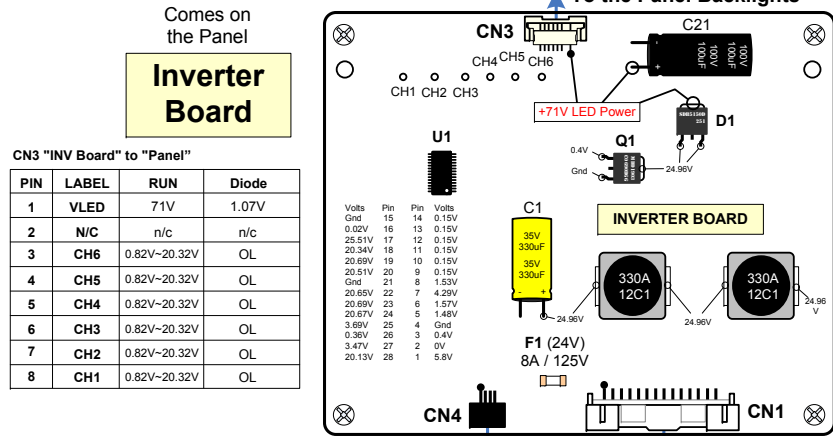 To the Panel Backlights
Comes on
the Panel
Inverter
Board
CN3 "INV Board" to "Panel”
PIN LABEL RUN Diode
1 VLED 71V 1.07V
2 N/C n/c n/c
3 CH6 0.82V~20.32V OL
4 CH5 0.82V~20.32V OL
5 CH4 0.82V~20.32V OL
6 CH3 0.82V~20.32V OL
7 CH2 0.82V~20.32V OL
8 CH1 0.82V~20.32V OL
CN3
C21
100V
100uF
100V
100uF
+
CH4 CH5 CH6
CH1 CH2 CH3
+71V LED Power
D1
251
U1
Q1
0.4V
Gnd
24.96V
Volts Pin Pin Volts
Gnd 15 14 0.15V
0.02V 16 13 0.15V
25.51V 17 12 0.15V
20.34V 18 11 0.15V
20.69V 19 10 0.15V
20.51V 20 9 0.15V
Gnd 21 8 1.53V
20.65V 22 7 4.29V
20.69V 23 6 1.57V
20.67V 24 5 1.48V
3.69V 25 4 Gnd
0.36V 26 3 0.4V
3.47V 27 2 0V
20.13V 28 1 5.8V
C1
35V
330uF
35V
330uF
- +
24.96V
INVERTER BOARD
330A
12C1
330A
12C1
24.96V
24.96
V
F1 (24V)
8A / 125V
CN4
CN1